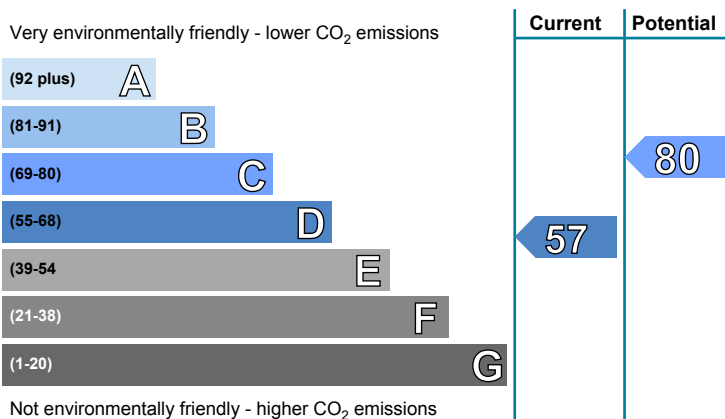 Current Potential
Very environmentally friendly - lower CO2 emissions
(92 plus) A
(81-91) B
(69-80) C
80
(55-68) D
57
(39-54 E
(21-38) F
(1-20) G
Not environmentally friendly - higher CO2 emissions